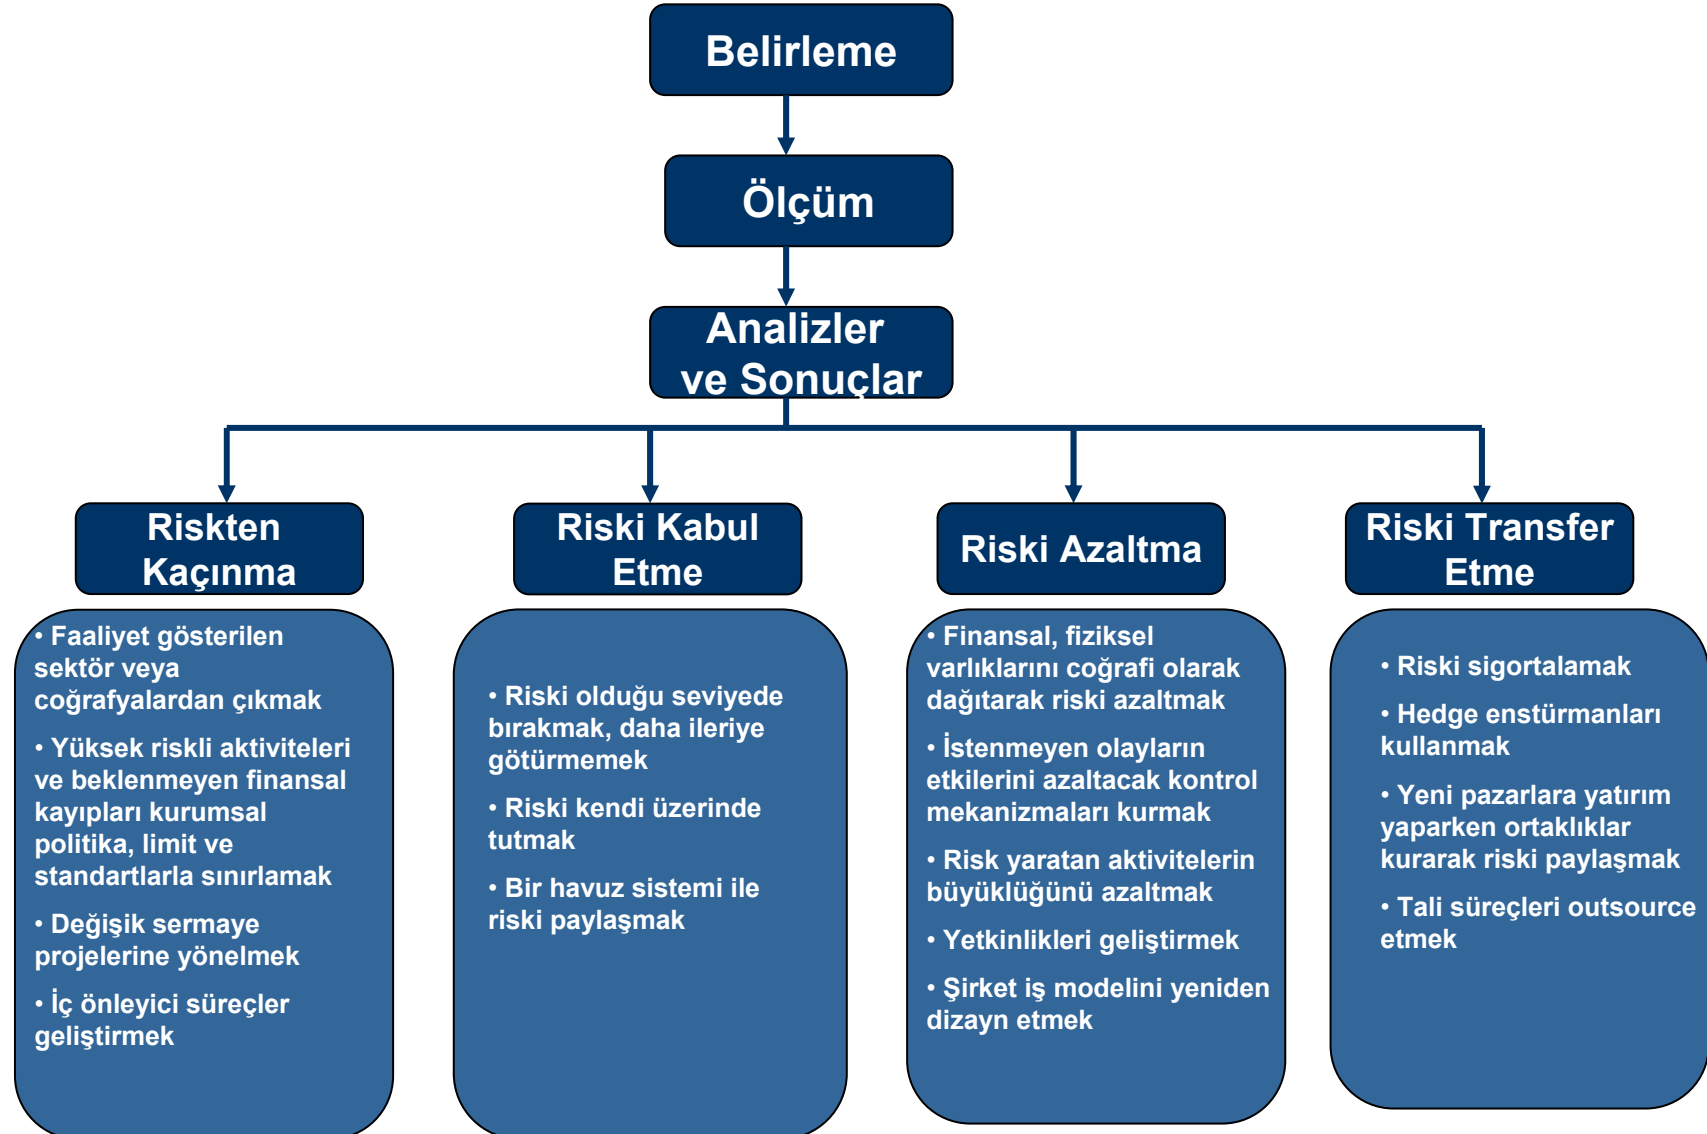 Belirleme
Ölçüm
Analizler
ve Sonuçlar
Riskten
Kaçınma
• Faaliyet gösterilen
sektör veya
coğrafyalardan çıkmak
• Yüksek riskli aktiviteleri
ve beklenmeyen finansal
kayıpları kurumsal
politika, limit ve
standartlarla sınırlamak
• Değişik sermaye
projelerine yönelmek
• İç önleyici süreçler
geliştirmek
Riski Kabul
Etme
• Riski olduğu seviyede
bırakmak, daha ileriye
götürmemek
• Riski kendi üzerinde
tutmak
• Bir havuz sistemi ile
riski paylaşmak
Riski Azaltma
• Finansal, fiziksel
varlıklarını coğrafi olarak
dağıtarak riski azaltmak
• İstenmeyen olayların
etkilerini azaltacak kontrol
mekanizmaları kurmak
• Risk yaratan aktivitelerin
büyüklüğünü azaltmak
• Yetkinlikleri geliştirmek
• Şirket iş modelini yeniden
dizayn etmek
Riski Transfer
Etme
• Riski sigortalamak
• Hedge enstürmanları
kullanmak
• Yeni pazarlara yatırım
yaparken ortaklıklar
kurarak riski paylaşmak
• Tali süreçleri outsource
etmek